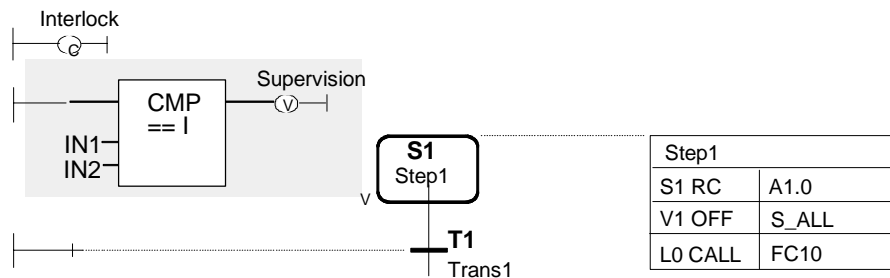 Interlock
C
Supervision
CMP
== I
V
IN1
IN2
S1
Step1
V
T1
Trans1
Step1
S1 RC A1.0
V1 OFF S_ALL
L0 CALL FC10